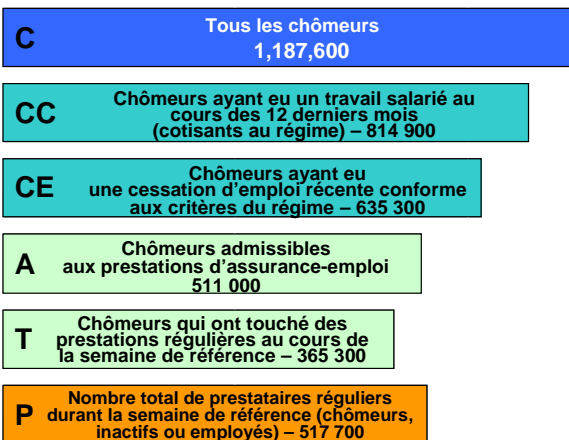 C
Tous les chômeurs
1,187,600
CC
Chômeurs ayant eu un travail salarié au
cours des 12 derniers mois
(cotisants au régime) – 814 900
CE
Chômeurs ayant eu
une cessation d'emploi récente conforme
aux critères du régime – 635 300
A
Chômeurs admissibles
aux prestations d'assurance-emploi
511 000
T
Chômeurs qui ont touché des
prestations régulières au cours de
la semaine de référence – 365 300
P
Nombre total de prestataires réguliers
durant la semaine de référence (chômeurs,
inactifs ou employés) – 517 700